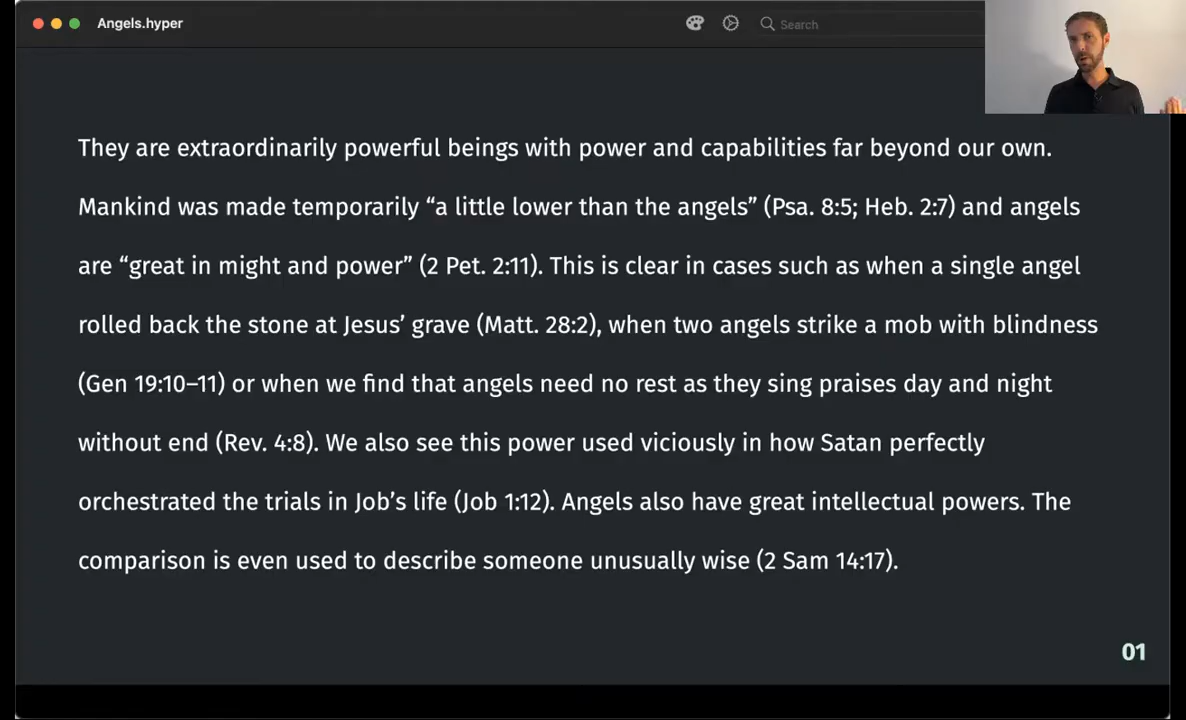 Angels.hyper
Search
They are extraordinarily powerful beings with power and capabilities far beyond our own.
Mankind was made temporarily “a little lower than the angels” (Psa. 8:5; Heb. 2:7) and angels
are “great in might and power” (2 Pet. 2:11). This is clear in cases such as when a single angel
rolled back the stone at Jesus’ grave (Matt. 28:2), when two angels strike a mob with blindness
(Gen 19:10–11) or when we find that angels need no rest as they sing praises day and night
without end (Rev. 4:8). We also see this power used viciously in how Satan perfectly
orchestrated the trials in Job’s life (Job 1:12). Angels also have great intellectual powers. The
comparison is even used to describe someone unusually wise (2 Sam 14:17).
01